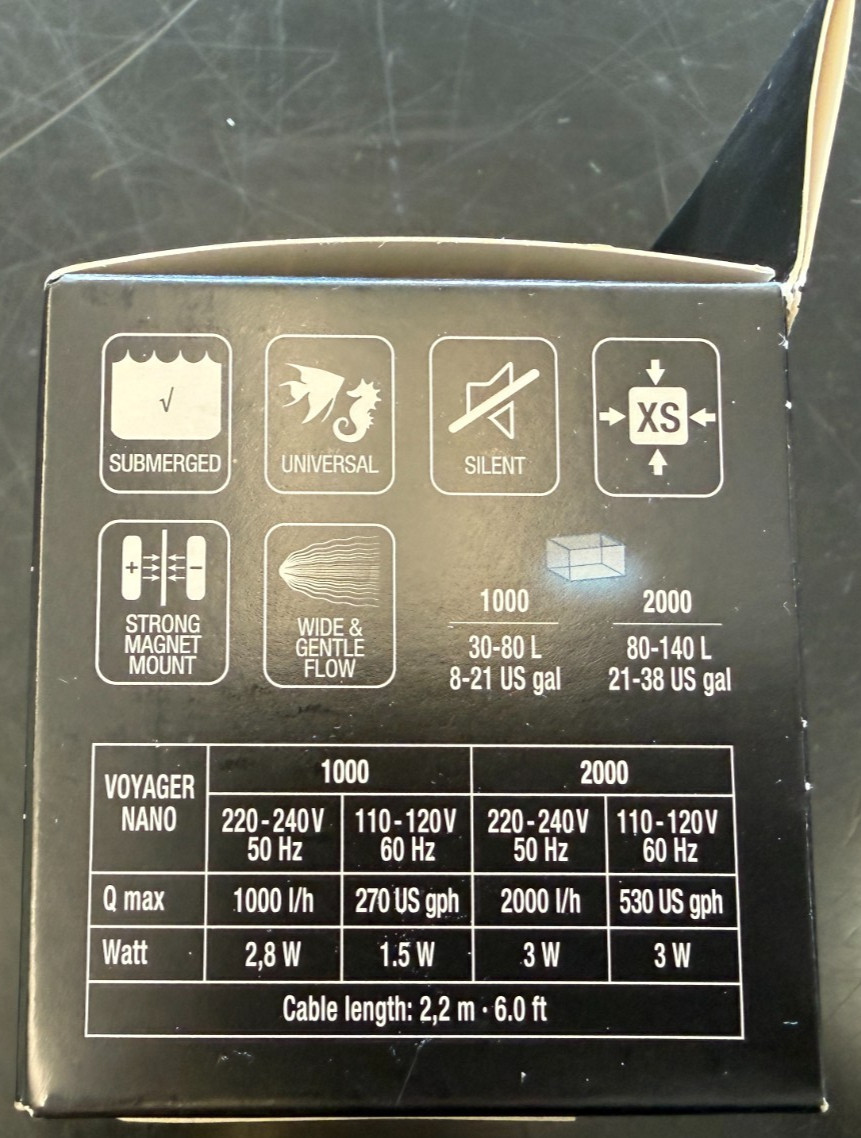 √
SUBMERGED
UNIVERSAL
SILENT
XS
+ −
STRONG
MAGNET
MOUNT
WIDE &
GENTLE
FLOW
1000 2000
30-80 L 80-140 L
8-21 US gal 21-38 US gal
VOYAGER
NANO
1000 2000
220-240V 110-120V 220-240V 110-120V
50 Hz 60 Hz 50 Hz 60 Hz
Q max 1000 l/h 270 US gph 2000 l/h 530 US gph
Watt 2,8 W 1.5 W 3 W 3 W
Cable length: 2,2 m · 6.0 ft